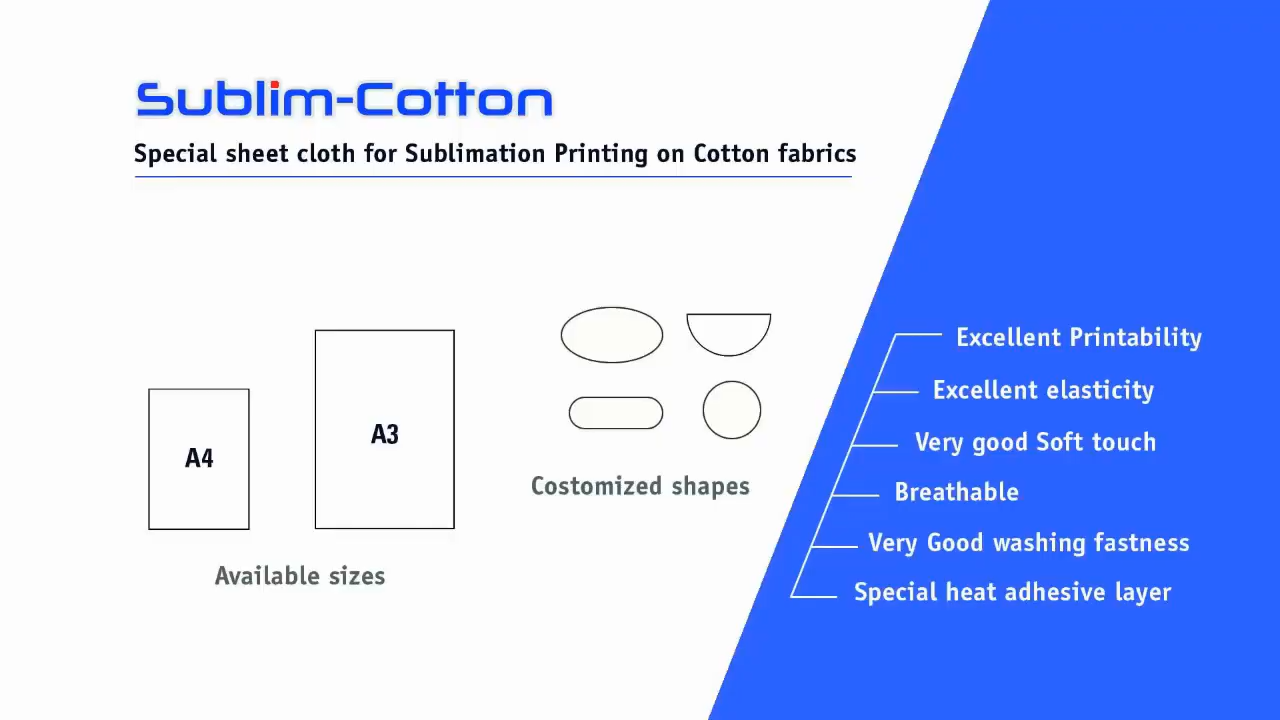 Sublim-Cotton
Special sheet cloth for Sublimation Printing on Cotton fabrics
A4
A3
Available sizes
Costomized shapes
Excellent Printability
Excellent elasticity
Very good Soft touch
Breathable
Very Good washing fastness
Special heat adhesive layer